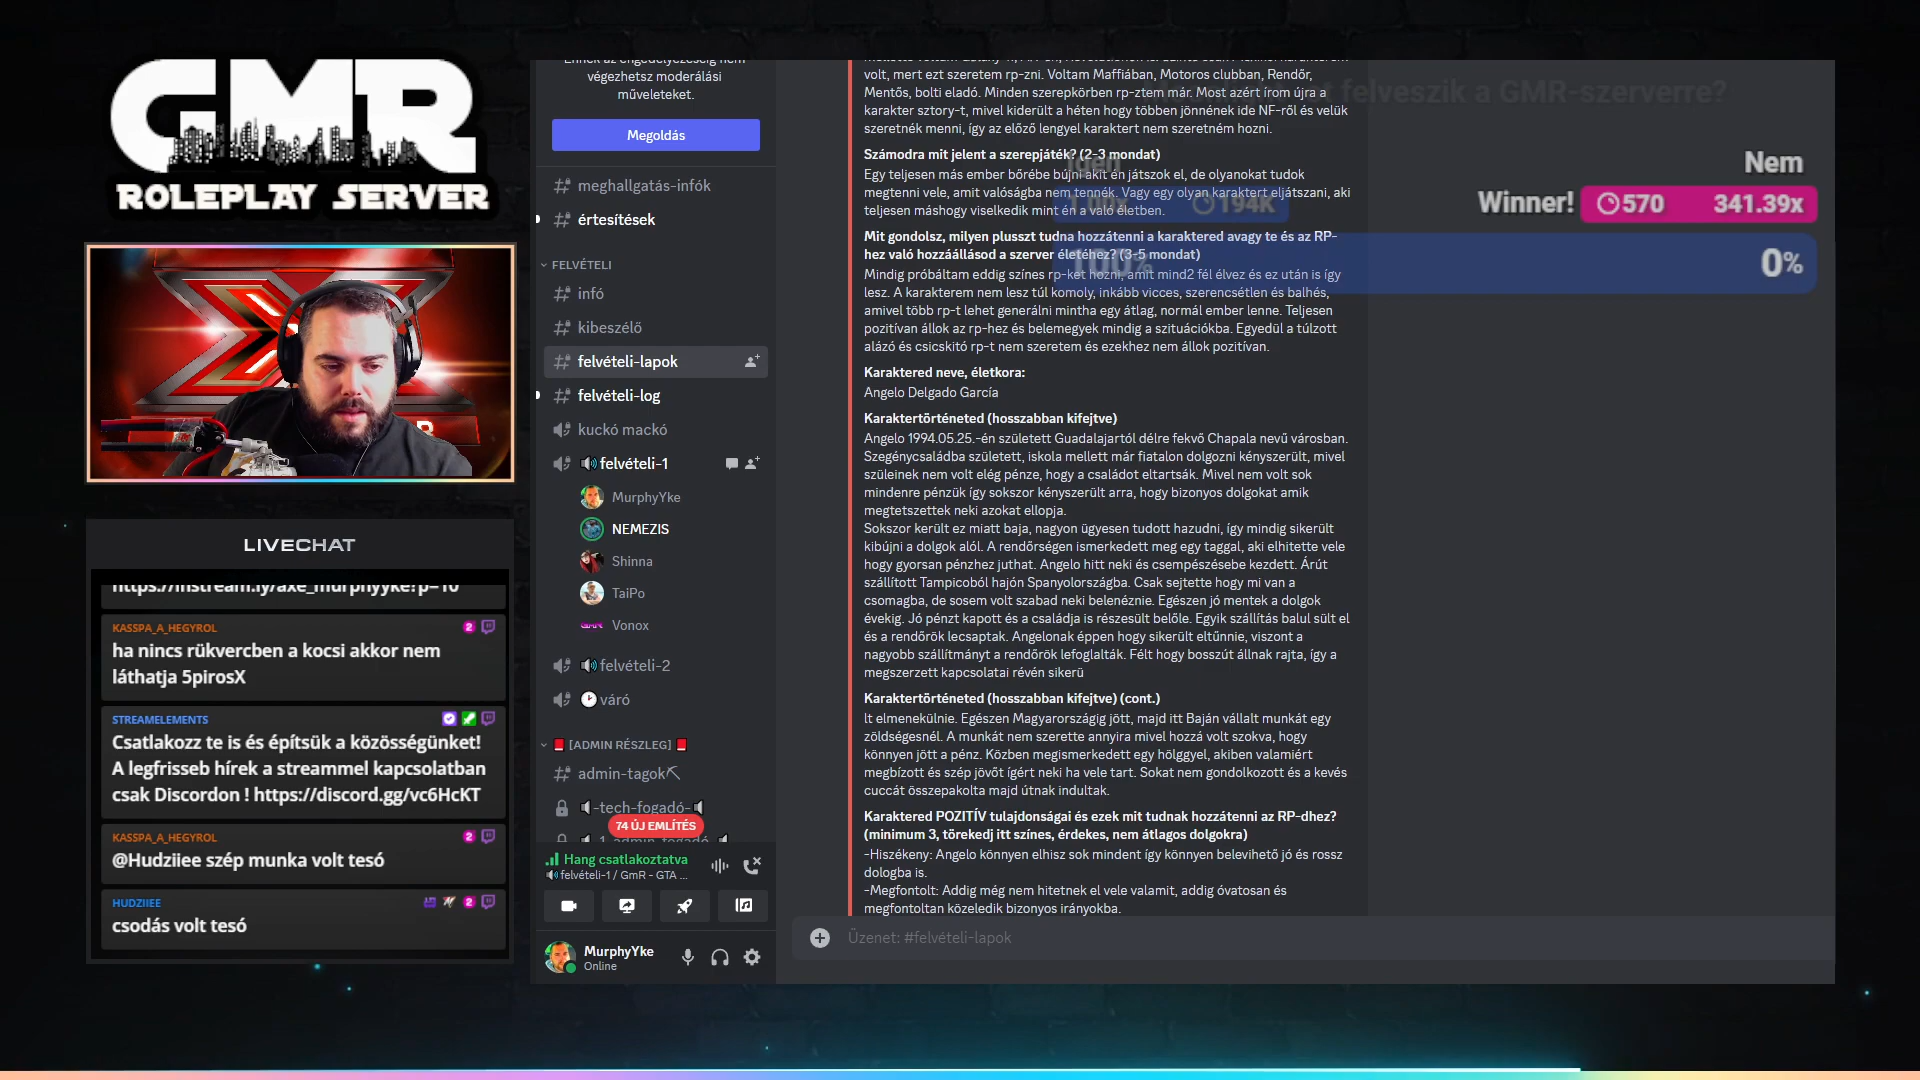 GMR
ROLEPLAY SERVER
LIVECHAT
https://instream.ly/axe_murphyyke?p=10
KASSPA_A_HEGYROL
2
ha nincs rükvercben a kocsi akkor nem
láthatja 5pirosX
STREAMELEMENTS
Csatlakozz te is és építsük a közösségünket!
A legfrisseb hírek a streammel kapcsolatban
csak Discordon ! https://discord.gg/vc6HcKT
KASSPA_A_HEGYROL
2
@Hudziiee szép munka volt tesó
HUDZIIEE
2
csodás volt tesó
Ennek az engedélyezéséig nem
végezhetsz moderálási
műveleteket.
Megoldás
meghallgatás-infók
értesítések
FELVÉTELI
infó
kibeszélő
felvételi-lapok
felvételi-log
kuckó mackó
felvételi-1
MurphyYke
NEMEZIS
Shinna
TaiPo
GMR Vonox
felvételi-2
váró
[ADMIN RÉSZLEG]
admin-tagok
-tech-fogadó-
74 ÚJ EMLÍTÉS
Hang csatlakoztatva
felvételi-1 / GmR - GTA ...
MurphyYke
Online
volt, mert ezt szeretem rp-zni. Voltam Maffiában, Motoros clubban, Rendőr,
Mentős, bolti eladó. Minden szerepkörben rp-ztem már. Most azért írom újra a
karakter sztory-t, mivel kiderült a héten hogy többen jönnének ide NF-ről és velük
szeretnék menni, így az előző lengyel karaktert nem szeretném hozni.
Számodra mit jelent a szerepjáték? (2-3 mondat)
Egy teljesen más ember bőrébe bújni akit én játszok el, de olyanokat tudok
megtenni vele, amit valóságba nem tennék. Vagy egy olyan karaktert eljátszani, aki
teljesen máshogy viselkedik mint én a való életben.
Mit gondolsz, milyen plusszt tudna hozzátenni a karaktered avagy te és az RP-
hez való hozzáállásod a szerver életéhez? (3-5 mondat)
Mindig próbáltam eddig színes rp-ket hozni, amit mind2 fél élvez és ez után is így
lesz. A karakterem nem lesz túl komoly, inkább vicces, szerencsétlen és balhés,
amivel több rp-t lehet generálni mintha egy átlag, normál ember lenne. Teljesen
pozitívan állok az rp-hez és belemegyek mindig a szituációkba. Egyedül a túlzott
alázó és csicskító rp-t nem szeretem és ezekhez nem állok pozitívan.
Karaktered neve, életkora:
Angelo Delgado García
Karaktertörténeted (hosszabban kifejtve)
Angelo 1994.05.25.-én született Guadalajartól délre fekvő Chapala nevű városban.
Szegénycsaládba született, iskola mellett már fiatalon dolgozni kényszerült, mivel
szüleinek nem volt elég pénze, hogy a családot eltartsák. Mivel nem volt sok
mindenre pénzük így sokszor kényszerült arra, hogy bizonyos dolgokat amik
megtetszettek neki azokat ellopja.
Sokszor került ez miatt baja, nagyon ügyesen tudott hazudni, így mindig sikerült
kibújni a dolgok alól. A rendőrségen ismerkedett meg egy taggal, aki elhitette vele
hogy gyorsan pénzhez juthat. Angelo hitt neki és csempészésebe kezdett. Árút
szállított Tampicoból hajón Spanyolországba. Csak sejtette hogy mi van a
csomagba, de sosem volt szabad neki belenéznie. Egészen jó mentek a dolgok
évekig. Jó pénzt kapott és a családja is részesült belőle. Egyik szállítás balul sült el
és a rendőrök lecsaptak. Angelonak éppen hogy sikerült eltűnnie, viszont a
nagyobb szállítmányt a rendőrök lefoglalták. Félt hogy bosszút állnak rajta, így a
megszerzett kapcsolatai révén sikerü
Karaktertörténeted (hosszabban kifejtve) (cont.)
lt elmenekülnie. Egészen Magyarországig jött, majd itt Baján vállalt munkát egy
zöldségesnél. A munkát nem szerette annyira mivel hozzá volt szokva, hogy
könnyen jött a pénz. Közben megismerkedett egy hölggyel, akiben valamiért
megbízott és szép jövőt ígért neki ha vele tart. Sokat nem gondolkozott és a kevés
cuccát összepakolta majd útnak indultak.
Karaktered POZITÍV tulajdonságai és ezek mit tudnak hozzátenni az RP-dhez?
(minimum 3, törekedj itt színes, érdekes, nem átlagos dolgokra)
-Hiszékeny: Angelo könnyen elhisz sok mindent így könnyen belevihető jó és rossz
dologba is.
-Megfontolt: Addig még nem hitetnek el vele valamit, addig óvatosan és
megfontoltan közeledik bizonyos irányokba.
Üzenet: #felvételi-lapok
felveszik a GMR-szerverre?
Igen
1.00x
194K
100%
Nem
Winner!
570
341.39x
0%